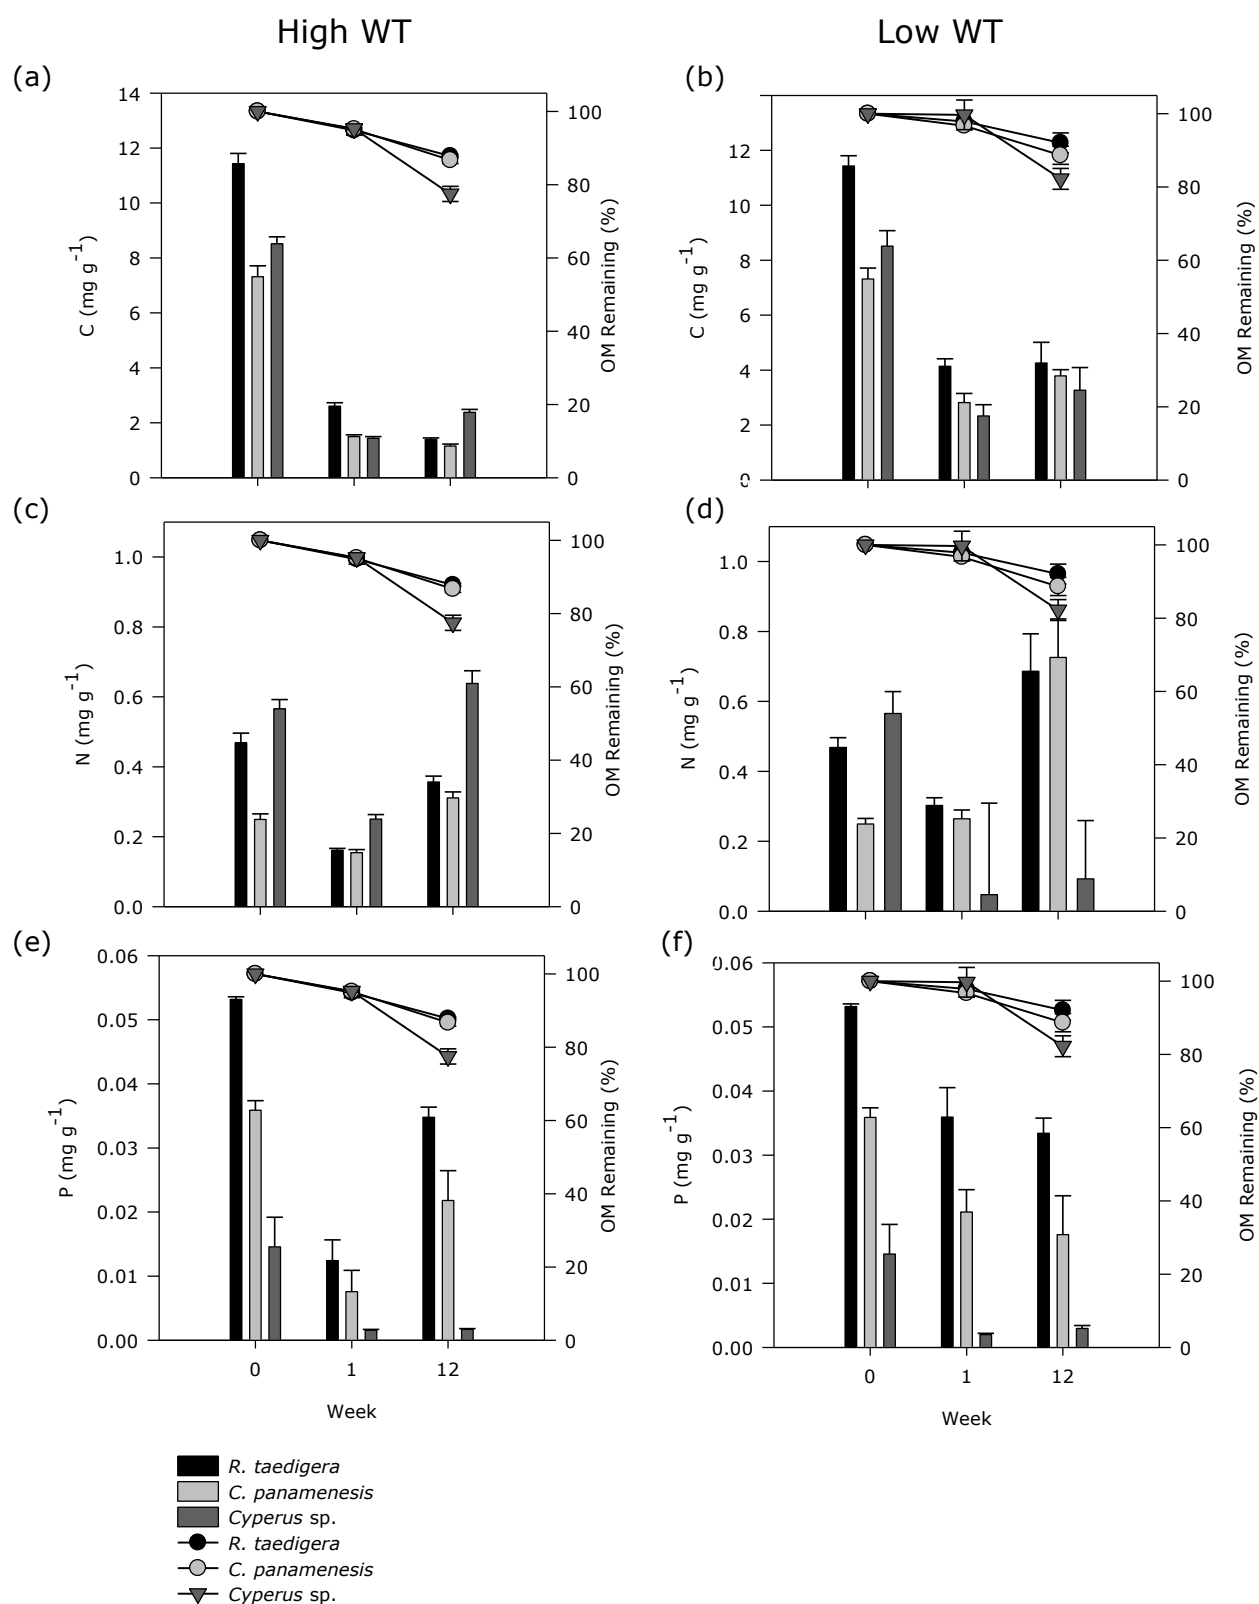 High WT
Low WT
(a)
(b)
14
12
10
8
6
4
2
0
C (mg g-1)
100
80
60
40
20
0
OM Remaining (%)
12
10
8
6
4
2
0
C (mg g-1)
100
80
60
40
20
0
OM Remaining (%)
(c)
(d)
1.0
0.8
0.6
0.4
0.2
0.0
N (mg g-1)
100
80
60
40
20
0
OM Remaining (%)
1.0
0.8
0.6
0.4
0.2
0.0
N (mg g-1)
100
80
60
40
20
0
OM Remaining (%)
(e)
(f)
0.06
0.05
0.04
0.03
0.02
0.01
0.00
P (mg g-1)
100
80
60
40
20
0
OM Remaining (%)
0 1 12
Week
0.06
0.05
0.04
0.03
0.02
0.01
0.00
P (mg g-1)
100
80
60
40
20
0
OM Remaining (%)
0 1 12
Week
R. taedigera
C. panamenesis
Cyperus sp.
R. taedigera
C. panamenesis
Cyperus sp.